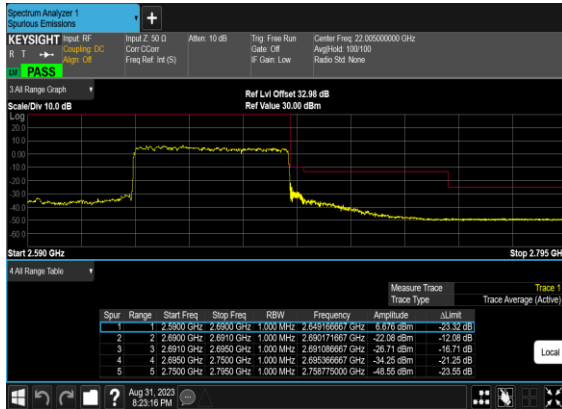 Spectrum Analyzer 1
Spurious Emissions
KEYSIGHT
R T
PASS
Input: RF
Coupling: DC
Align: Off
Input Z: 50 Ω
Corr CCorr
Freq Ref: Int (S)
Atten: 10 dB
Trig: Free Run
Gate: Off
IF Gain: Low
Center Freq: 22.005000000 GHz
Avg|Hold: 100/100
Radio Std: None
3 All Range Graph
Scale/Div 10.0 dB
Ref Lvl Offset 32.98 dB
Ref Value 30.00 dBm
Log
20.0
10.0
0.00
-10.0
-20.0
-30.0
-40.0
-50.0
-60.0
Start 2.590 GHz
Stop 2.795 GHz
4 All Range Table
Measure Trace Trace 1
Trace Type Trace Average (Active)
Spur Range Start Freq Stop Freq RBW Frequency Amplitude ΔLimit
1 1 2.5900 GHz 2.6900 GHz 1.000 MHz 2.649166667 GHz 6.676 dBm -23.32 dB
2 2 2.6900 GHz 2.6910 GHz 1.000 MHz 2.690171667 GHz -22.08 dBm -12.08 dB
3 3 2.6910 GHz 2.6950 GHz 1.000 MHz 2.691086667 GHz -26.71 dBm -16.71 dB
4 4 2.6950 GHz 2.7500 GHz 1.000 MHz 2.695366667 GHz -34.25 dBm -21.25 dB
5 5 2.7500 GHz 2.7950 GHz 1.000 MHz 2.758775000 GHz -48.55 dBm -23.55 dB
Local
Aug 31, 2023
8:23:16 PM